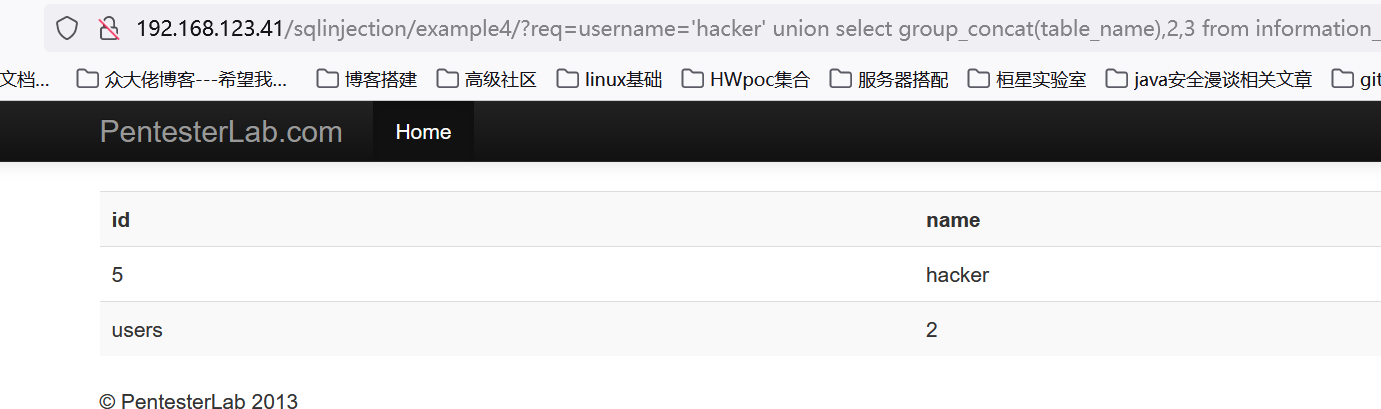 192.168.123.41/sqlinjection/example4/?req=username='hacker' union select group_concat(table_name),2,3 from information_
文档... 众大佬博客---希望我... 博客搭建 高级社区 linux基础 HWpoc集合 服务器搭配 桓星实验室 java安全漫谈相关文章 git
PentesterLab.com Home
id name
5 hacker
users 2
© PentesterLab 2013